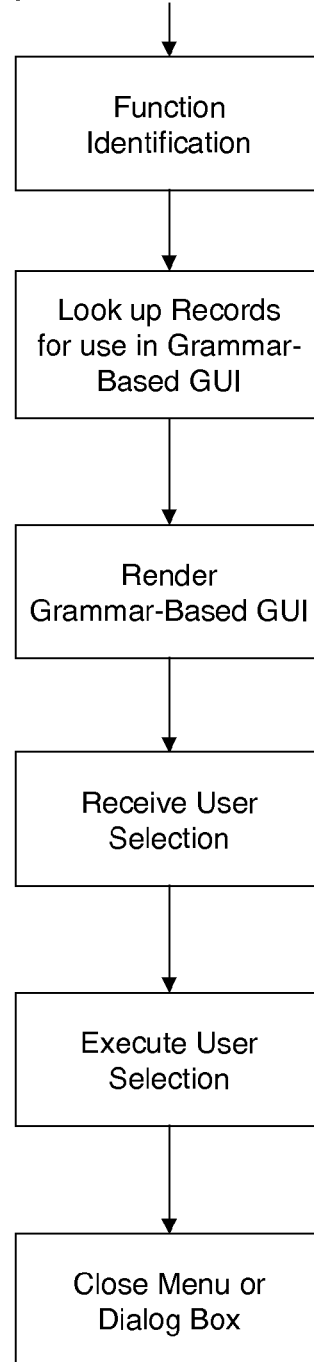 Function
Identification
Look up Records
for use in Grammar-
Based GUI
Render
Grammar-Based GUI
Receive User
Selection
Execute User
Selection
Close Menu or
Dialog Box